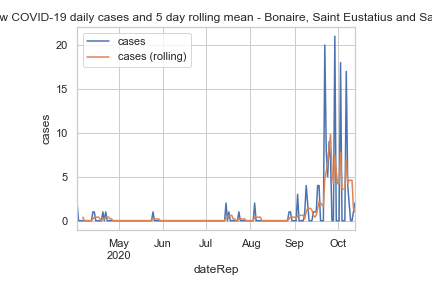 w COVID-19 daily cases and 5 day rolling mean - Bonaire, Saint Eustatius and Sa
cases
cases (rolling)
20
15
10
5
0
cases
May
2020
Jun
Jul
Aug
Sep
Oct
dateRep